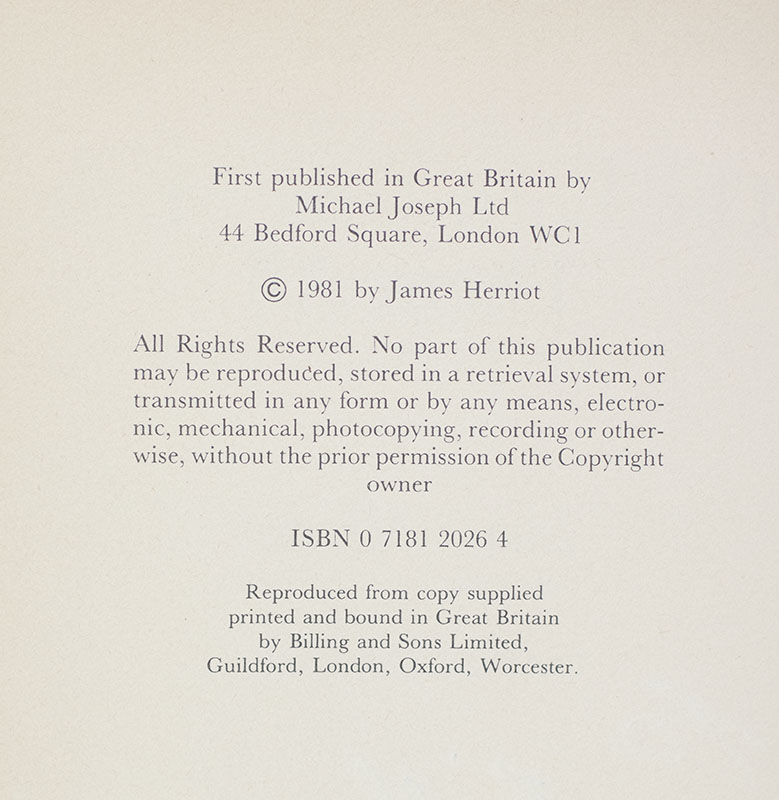 First published in Great Britain by
Michael Joseph Ltd
44 Bedford Square, London WC1
© 1981 by James Herriot
All Rights Reserved. No part of this publication
may be reproduced, stored in a retrieval system, or
transmitted in any form or by any means, electro-
nic, mechanical, photocopying, recording or other-
wise, without the prior permission of the Copyright
owner
ISBN 0 7181 2026 4
Reproduced from copy supplied
printed and bound in Great Britain
by Billing and Sons Limited,
Guildford, London, Oxford, Worcester.